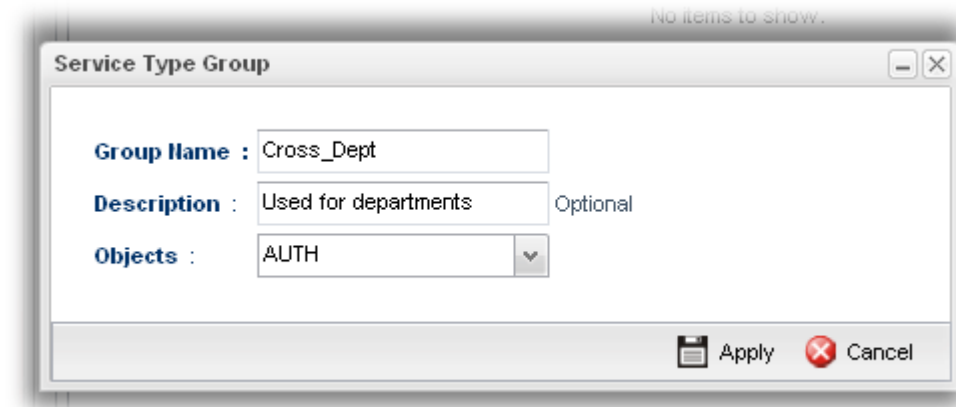 No items to show.
Service Type Group
Group Name : Cross_Dept
Description : Used for departments Optional
Objects : AUTH
Apply Cancel